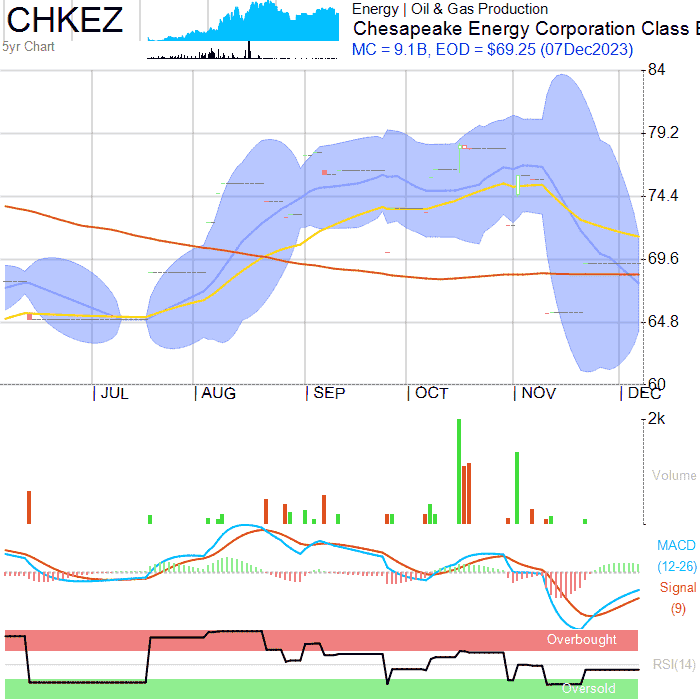 CHKEZ
5yr Chart
Energy | Oil & Gas Production
Chesapeake Energy Corporation Class
MC = 9.1B, EOD = $69.25 (07Dec2023)
84
79.2
74.4
69.6
64.8
60
JUL
AUG
SEP
OCT
NOV
DEC
2k
Volume
MACD
(12-26)
Signal
(9)
Overbought
RSI(14)
Oversold